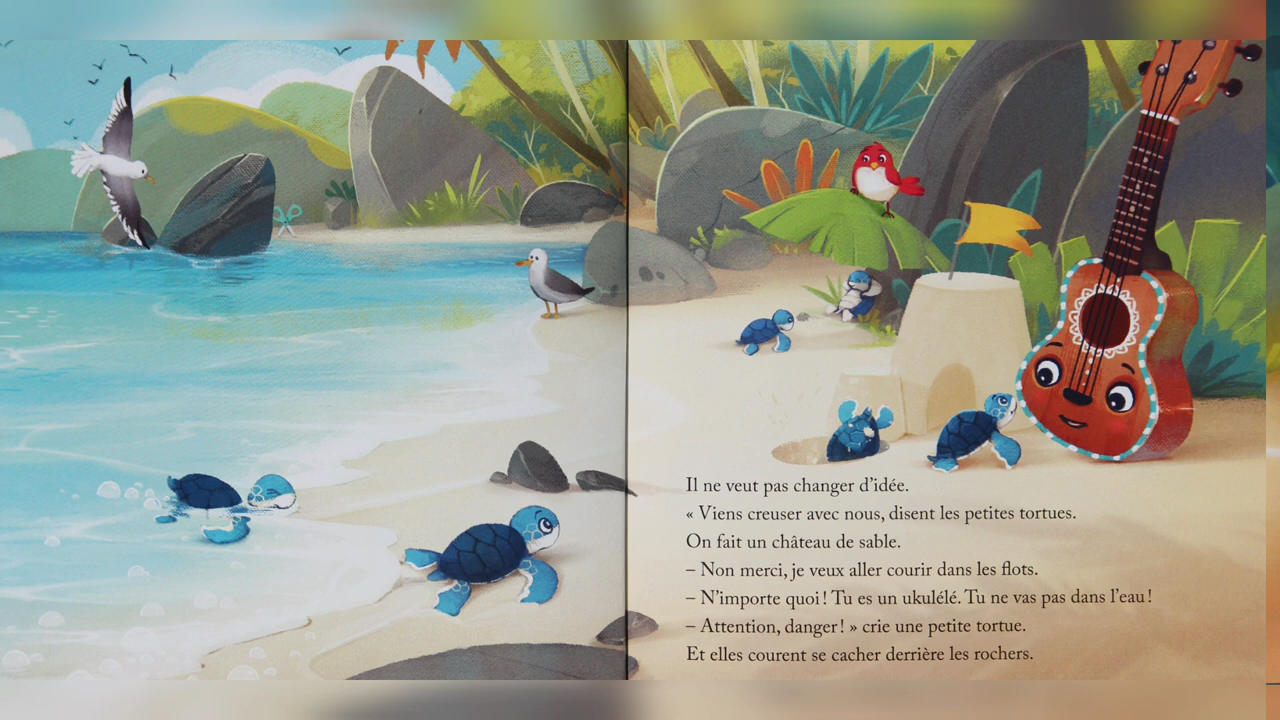 Il ne veut pas changer d'idée.
« Viens creuser avec nous, disent les petites tortues.
On fait un château de sable.
– Non merci, je veux aller courir dans les flots.
– N'importe quoi ! Tu es un ukulélé. Tu ne vas pas dans l'eau !
– Attention, danger ! » crie une petite tortue.
Et elles courent se cacher derrière les rochers.